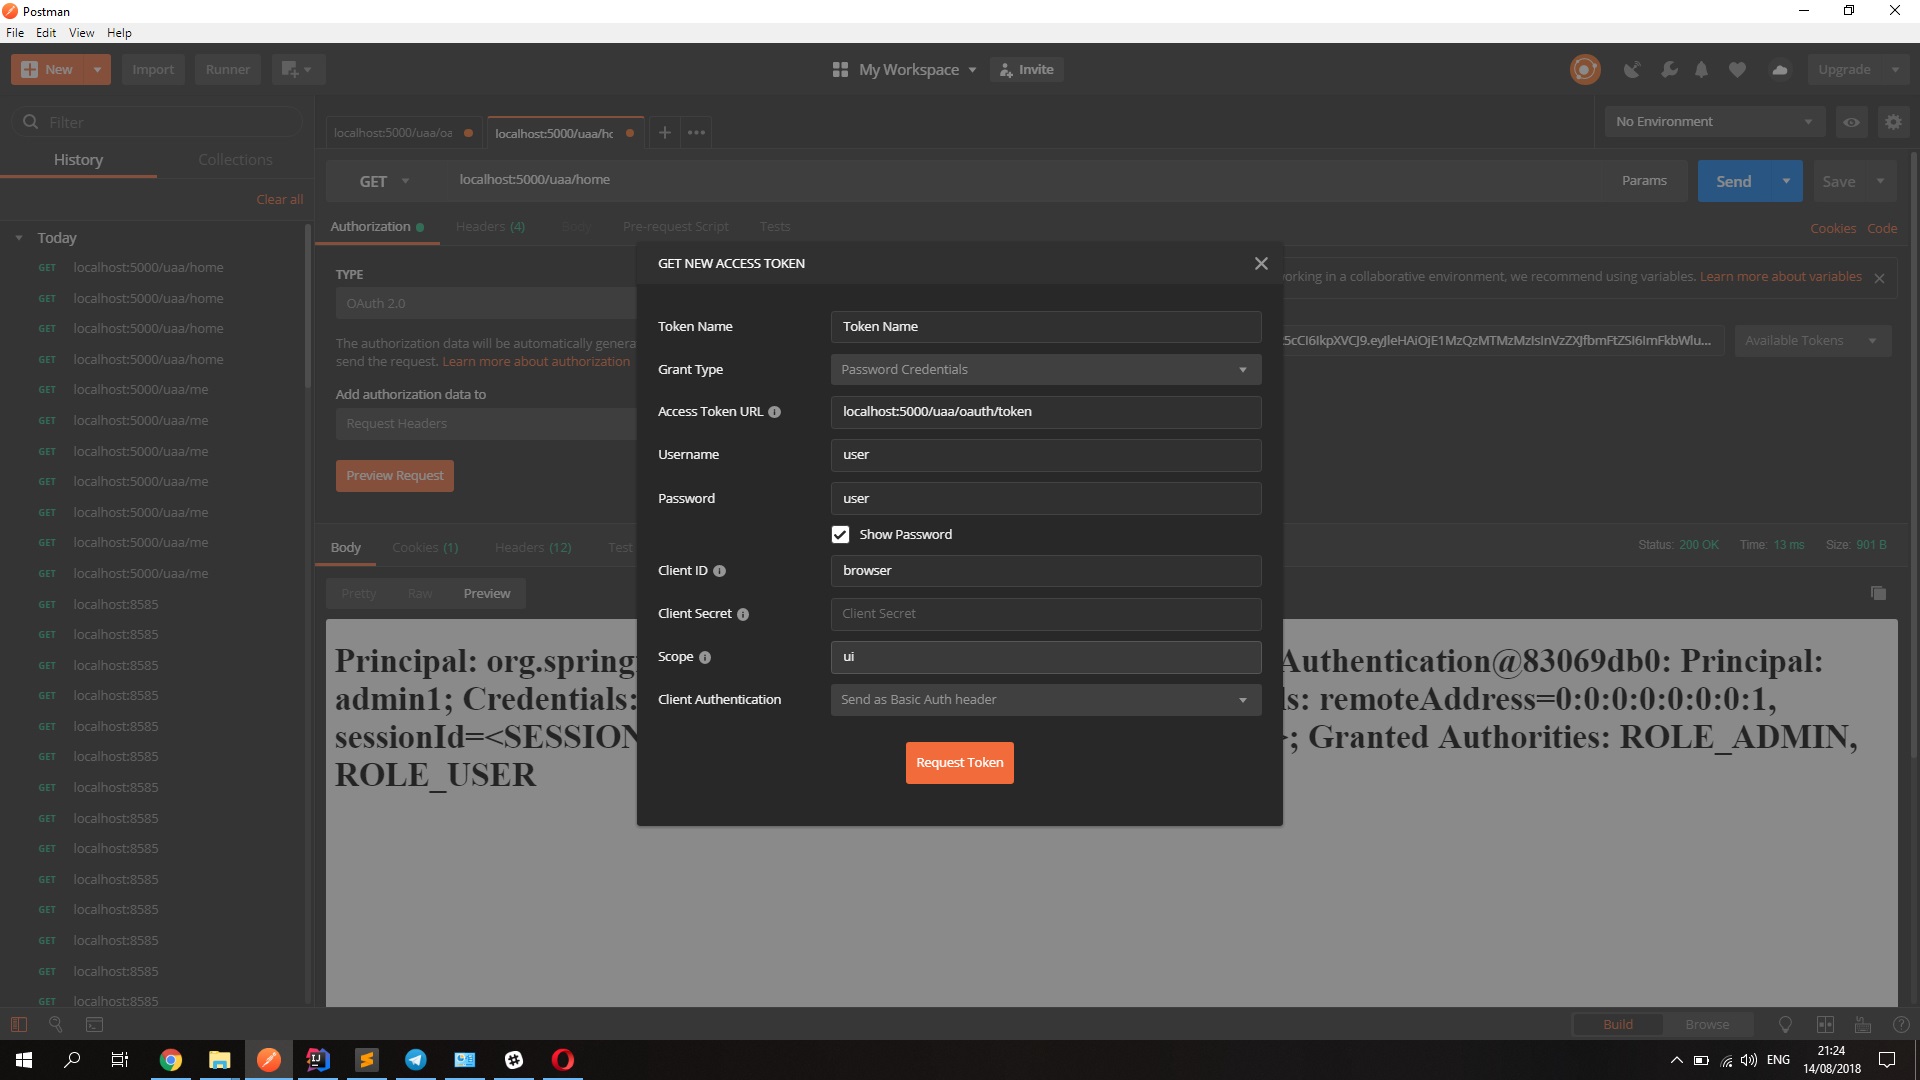 Postman
File Edit View Help
New Import Runner My Workspace Invite Upgrade
Filter
History Collections
Clear all
Today
GET localhost:5000/uaa/home
GET localhost:5000/uaa/home
GET localhost:5000/uaa/home
GET localhost:5000/uaa/home
GET localhost:5000/uaa/me
GET localhost:5000/uaa/me
GET localhost:5000/uaa/me
GET localhost:5000/uaa/me
GET localhost:5000/uaa/me
GET localhost:5000/uaa/me
GET localhost:5000/uaa/me
GET localhost:8585
GET localhost:8585
GET localhost:8585
GET localhost:8585
GET localhost:8585
GET localhost:8585
GET localhost:8585
GET localhost:8585
GET localhost:8585
GET localhost:8585
GET localhost:8585
GET localhost:8585
GET localhost:8585
GET localhost:8585
localhost:5000/uaa/oa localhost:5000/uaa/hc No Environment
GET localhost:5000/uaa/home Params Send Save
Authorization Headers (4) Body Pre-request Script Tests Cookies Code
TYPE
OAuth 2.0
The authorization data will be automatically genera
send the request. Learn more about authorization
Add authorization data to
Request Headers
Preview Request
orking in a collaborative environment, we recommend using variables. Learn more about variables
Available Tokens
Body Cookies (1) Headers (12) Test Status: 200 OK Time: 13 ms Size: 901 B
Pretty Raw Preview
Principal: org.spring Authentication@83069db0: Principal:
admin1; Credentials: ls: remoteAddress=0:0:0:0:0:0:0:1,
sessionId=<SESSION >; Granted Authorities: ROLE_ADMIN,
ROLE_USER
GET NEW ACCESS TOKEN
Token Name Token Name
Grant Type Password Credentials
Access Token URL localhost:5000/uaa/oauth/token
Username user
Password user
Show Password
Client ID browser
Client Secret Client Secret
Scope ui
Client Authentication Send as Basic Auth header
Request Token
Build Browse
ENG 21:24
14/08/2018